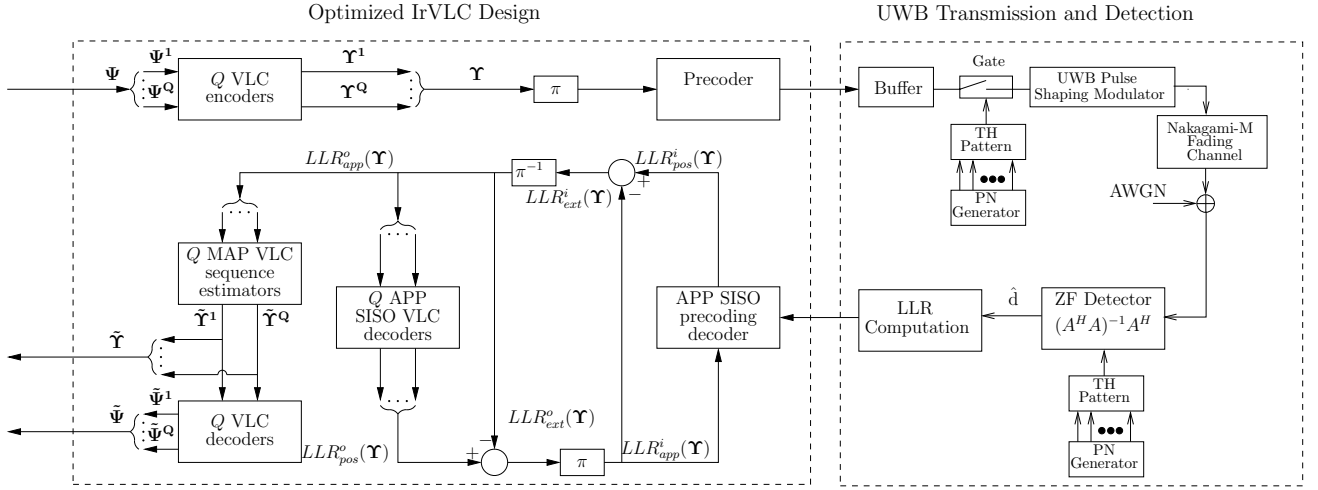 Optimized IrVLC Design
UWB Transmission and Detection
Ψ
Ψ¹
Ψ^Q
Q VLC
encoders
Υ¹
Υ^Q
Υ
π
Precoder
Buffer
Gate
UWB Pulse
Shaping Modulator
TH
Pattern
PN
Generator
Nakagami-M
Fading
Channel
AWGN
LLR^o_app(Υ)
π⁻¹
LLR^i_ext(Υ)
LLR^i_pos(Υ)
+
−
Q MAP VLC
sequence
estimators
Υ̃¹
Υ̃^Q
Υ̃
Q APP
SISO VLC
decoders
APP SISO
precoding
decoder
LLR
Computation
d̂
ZF Detector
(A^H A)⁻¹A^H
TH
Pattern
PN
Generator
Ψ̃
Ψ̃¹
Ψ̃^Q
Q VLC
decoders
LLR^o_pos(Υ)
LLR^o_ext(Υ)
−
+
π
LLR^i_app(Υ)